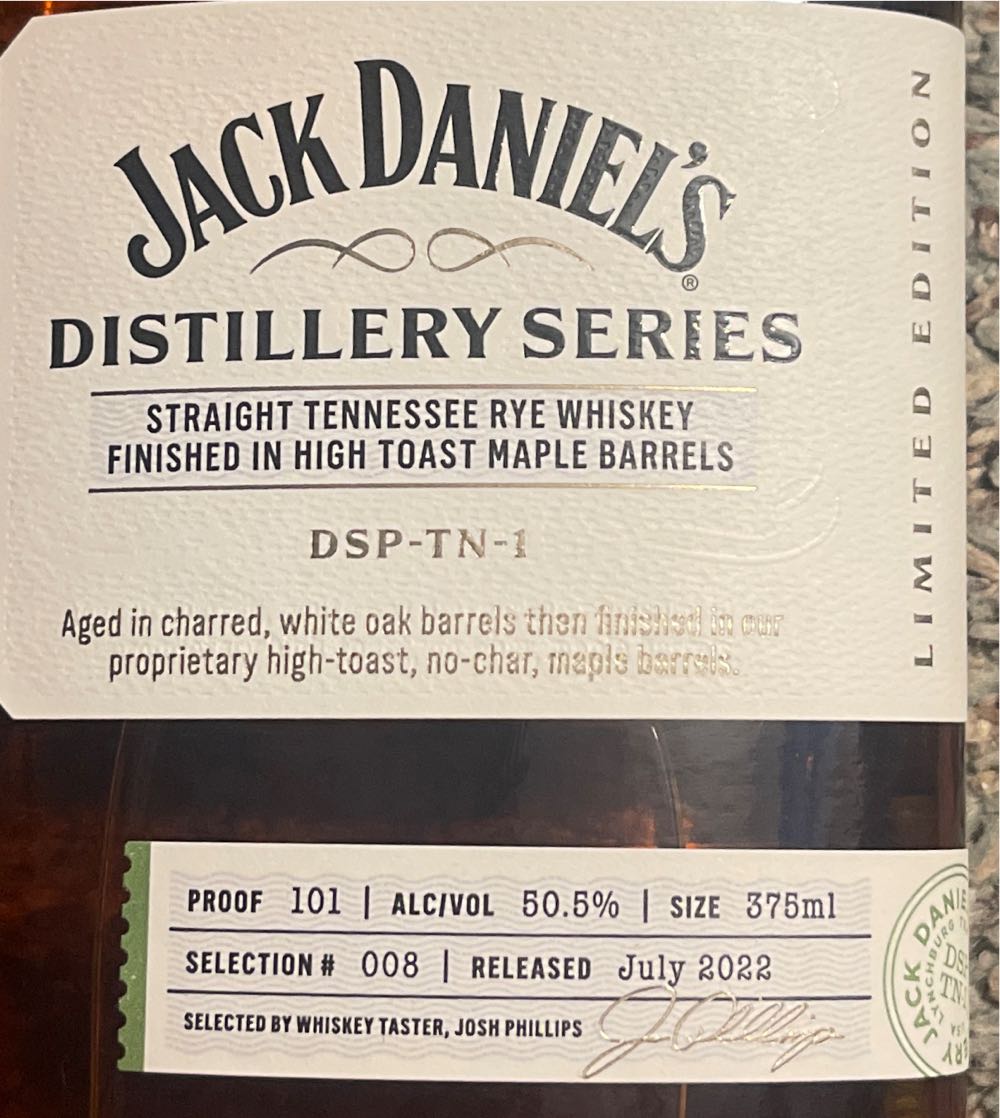 JACK DANIEL'S®
DISTILLERY SERIES
STRAIGHT TENNESSEE RYE WHISKEY
FINISHED IN HIGH TOAST MAPLE BARRELS
DSP-TN-1
Aged in charred, white oak barrels then finished in our
proprietary high-toast, no-char, maple barrels.
LIMITED EDITION
PROOF 101 | ALC/VOL 50.5% | SIZE 375ml
SELECTION # 008 | RELEASED July 2022
SELECTED BY WHISKEY TASTER, JOSH PHILLIPS
JACK
LYNCHBURG
USA